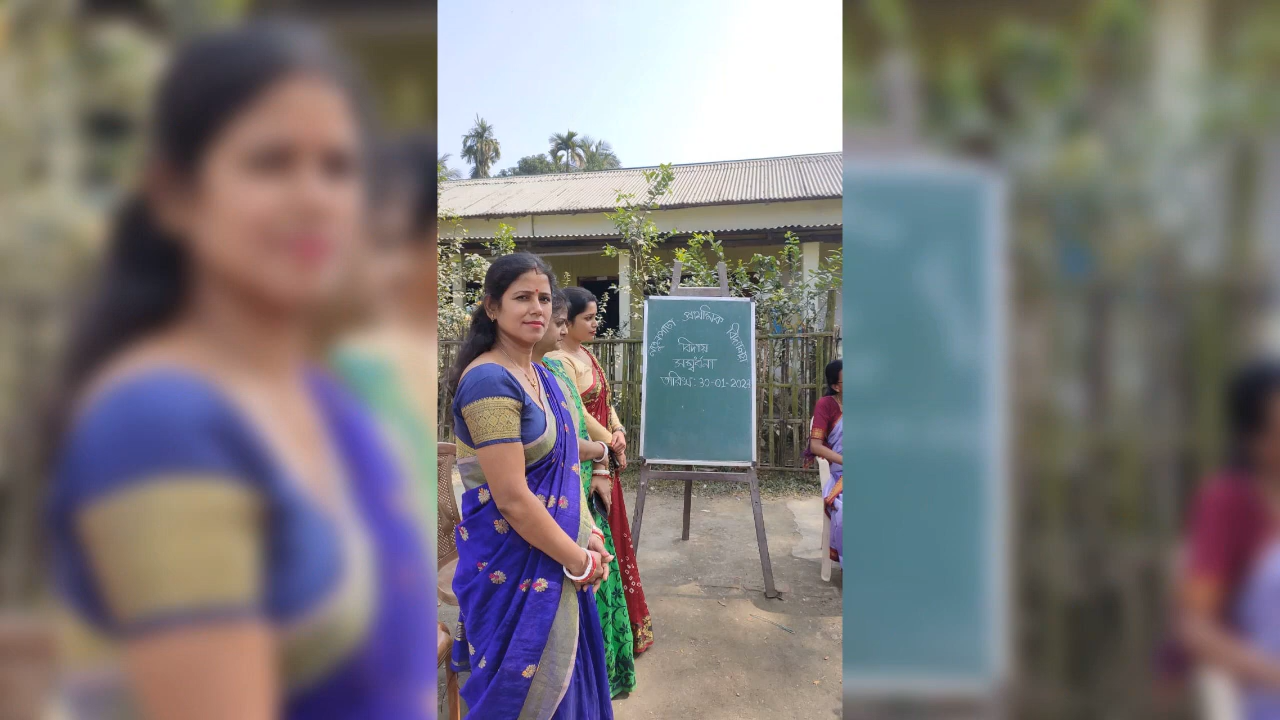 প্রাথমিক বিদ্যালয়
বিদায়
সম্বৰ্ধনা
তারিখ: 30-01-2024